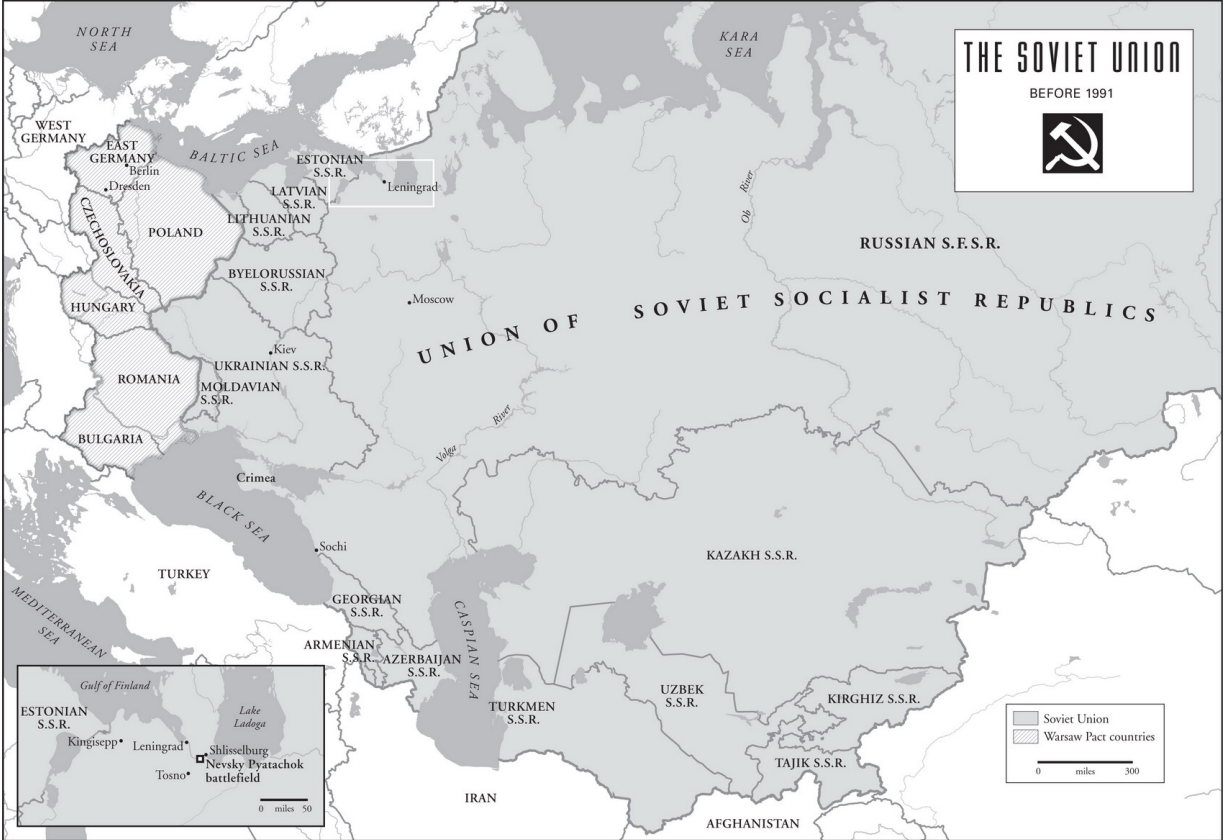 THE SOVIET UNION
BEFORE 1991
NORTH
SEA
KARA
SEA
WEST
GERMANY
EAST
GERMANY
Berlin
Dresden
BALTIC SEA
ESTONIAN
S.S.R.
Leningrad
LATVIAN
S.S.R.
LITHUANIAN
S.S.R.
CZECHOSLOVAKIA
POLAND
BYELORUSSIAN
S.S.R.
HUNGARY
Moscow
Ob River
RUSSIAN S.F.S.R.
UNION OF SOVIET SOCIALIST REPUBLICS
Kiev
UKRAINIAN S.S.R.
ROMANIA
MOLDAVIAN
S.S.R.
BULGARIA
Volga River
Crimea
BLACK SEA
Sochi
KAZAKH S.S.R.
TURKEY
MEDITERRANEAN
SEA
GEORGIAN
S.S.R.
ARMENIAN
S.S.R.
AZERBAIJAN
S.S.R.
CASPIAN SEA
TURKMEN
S.S.R.
UZBEK
S.S.R.
KIRGHIZ S.S.R.
TAJIK S.S.R.
IRAN
AFGHANISTAN
Gulf of Finland
ESTONIAN
S.S.R.
Lake
Ladoga
Kingisepp
Leningrad
Shlisselburg
Nevsky Pyatachok
battlefield
Tosno
0 miles 50
Soviet Union
Warsaw Pact countries
0 miles 300